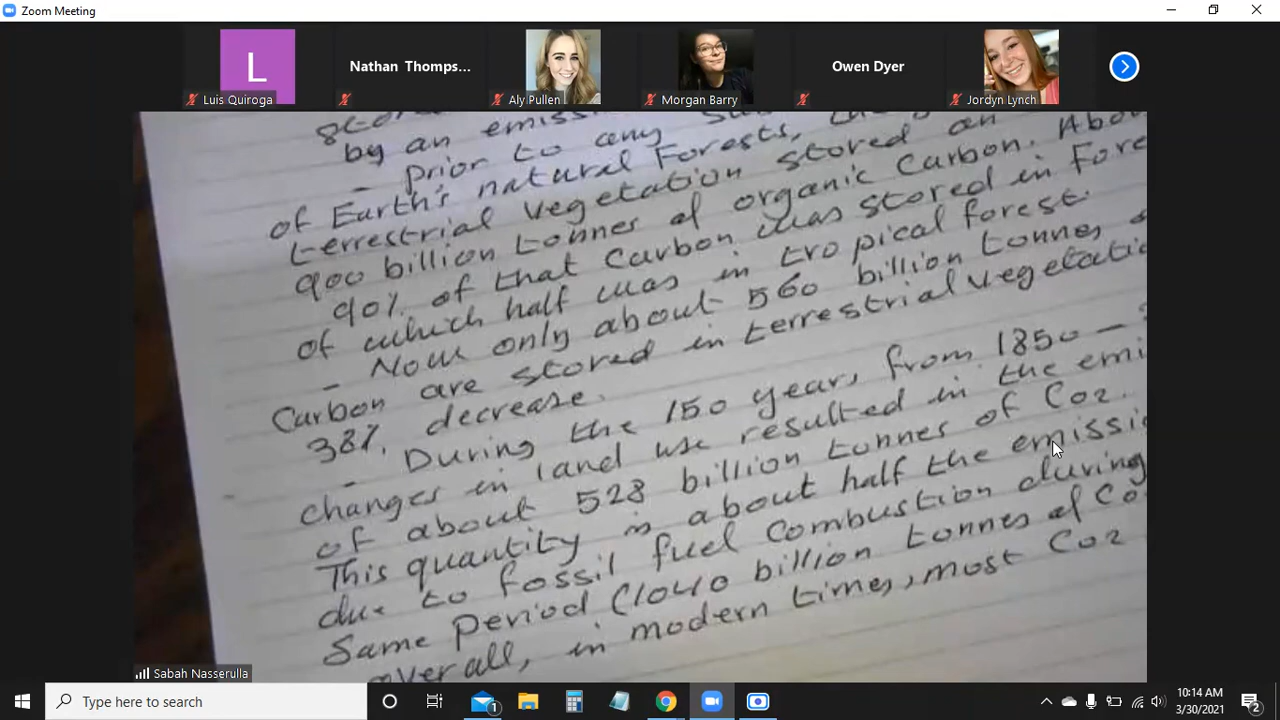 Zoom Meeting
L
Luis Quiroga
Nathan Thomps...
Aly Pullen
Morgan Barry
Owen Dyer
Jordyn Lynch
by an emiss
- Prior to any
of Earth's natural Forests, the
terrestrial vegetation stored an
900 billion tonnes of organic Carbon. Abo
90% of that Carbon was stored in Fore
of which half was in tropical forest.
- Now only about 560 billion tonnes
Carbon are stored in terrestrial vegetatio
38% decrease.
- During the 150 years from 1850 -
changes in land use resulted in the emi
of about 528 billion tonnes of Co2.
This quantity is about half the emissi
due to fossil fuel Combustion during
Same period (1040 billion tonnes of Co
overall, in modern times, most Co2
Sabah Nasserulla
Type here to search
1
10:14 AM
3/30/2021
2